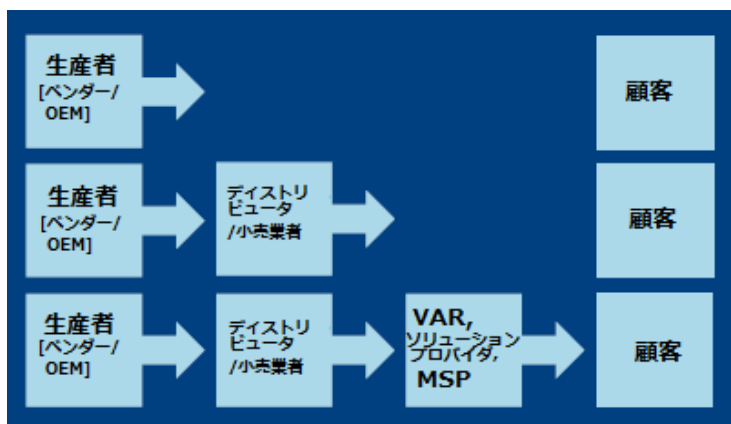 生産者
[ベンダー/
OEM]
顧客
生産者
[ベンダー/
OEM]
ディストリ
ビュータ
/小売業者
顧客
生産者
[ベンダー/
OEM]
ディストリ
ビュータ
/小売業者
VAR,
ソリューション
プロバイダ,
MSP
顧客